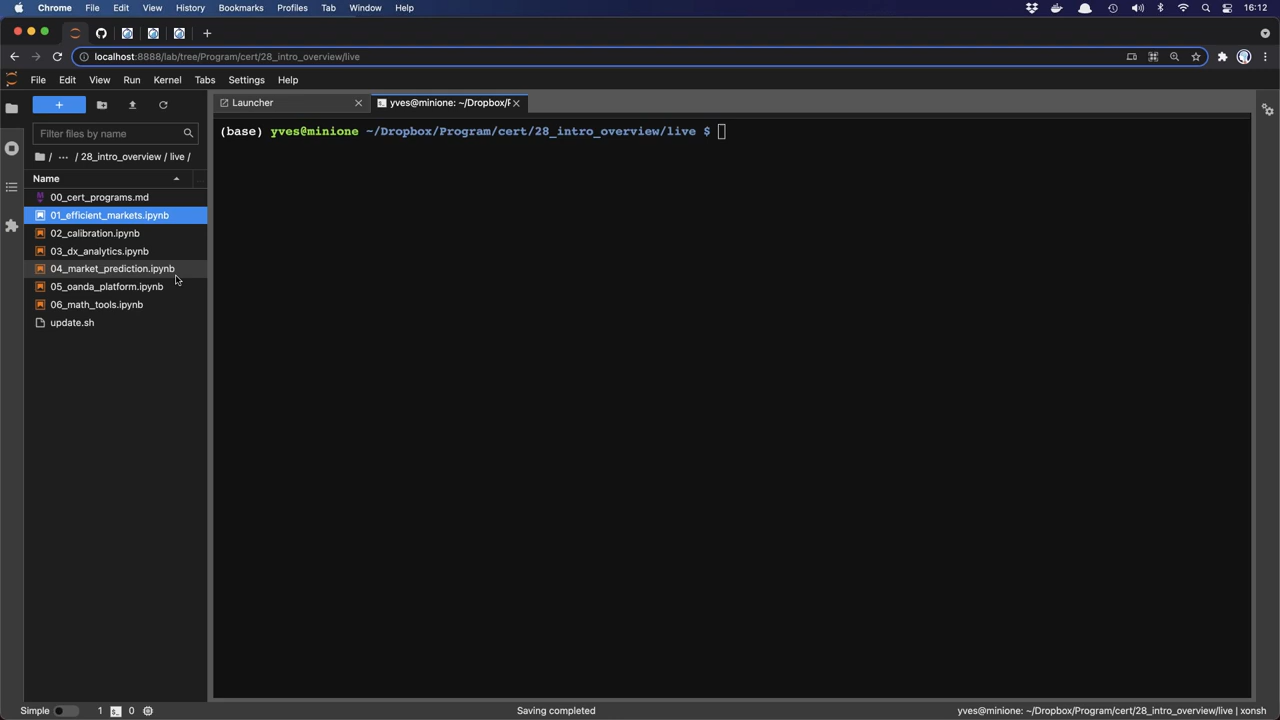 Chrome File Edit View History Bookmarks Profiles Tab Window Help 16:12
localhost:8888/lab/tree/Program/cert/28_intro_overview/live
File Edit View Run Kernel Tabs Settings Help
Launcher
yves@minione: ~/Dropbox/F
Filter files by name
/ ... / 28_intro_overview / live /
Name
00_cert_programs.md
01_efficient_markets.ipynb
02_calibration.ipynb
03_dx_analytics.ipynb
04_market_prediction.ipynb
05_oanda_platform.ipynb
06_math_tools.ipynb
update.sh
(base) yves@minione ~/Dropbox/Program/cert/28_intro_overview/live $
Simple 1 0 Saving completed yves@minione: ~/Dropbox/Program/cert/28_intro_overview/live | xonsh